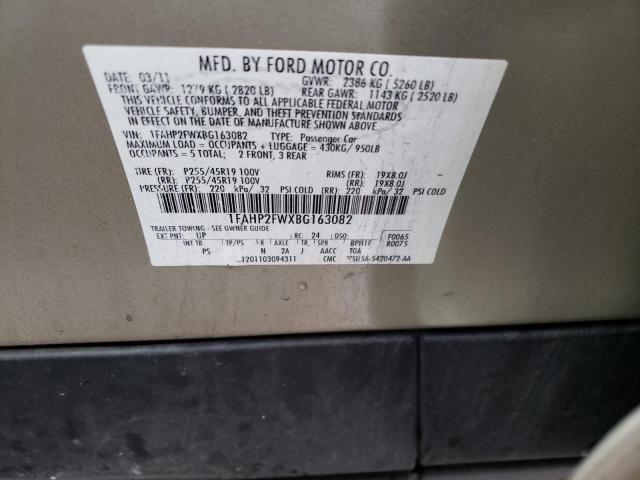 MFD. BY FORD MOTOR CO.
DATE: 03/11 GVWR: 2386 KG ( 5260 LB)
FRONT GAWR: 1279 KG ( 2820 LB) REAR GAWR: 1143 KG ( 2520 LB)
THIS VEHICLE CONFORMS TO ALL APPLICABLE FEDERAL MOTOR
VEHICLE SAFETY, BUMPER, AND THEFT PREVENTION STANDARDS
IN EFFECT ON THE DATE OF MANUFACTURE SHOWN ABOVE.
VIN: 1FAHP2FWXBG163082 TYPE: Passenger Car
MAXIMUM LOAD = OCCUPANTS + LUGGAGE = 430KG/ 950LB
OCCUPANTS = 5 TOTAL; 2 FRONT, 3 REAR
TIRE (FR): P255/45R19 100V RIMS (FR): 19X8.0J
(RR): P255/45R19 100V (RR): 19X8.0J
PRESSURE (FR): 220 kPa/ 32 PSI COLD (RR): 220 kPa/ 32 PSI COLD
1FAHP2FWXBG163082
TRAILER TOWING - SEE OWNER GUIDE
EXT PNT: UP RC: 24 DSO: F0065
INT TR TP/PS R AXLE TR SPR R0075
PS N 2A J AACC TGA
1201103094311 CMC